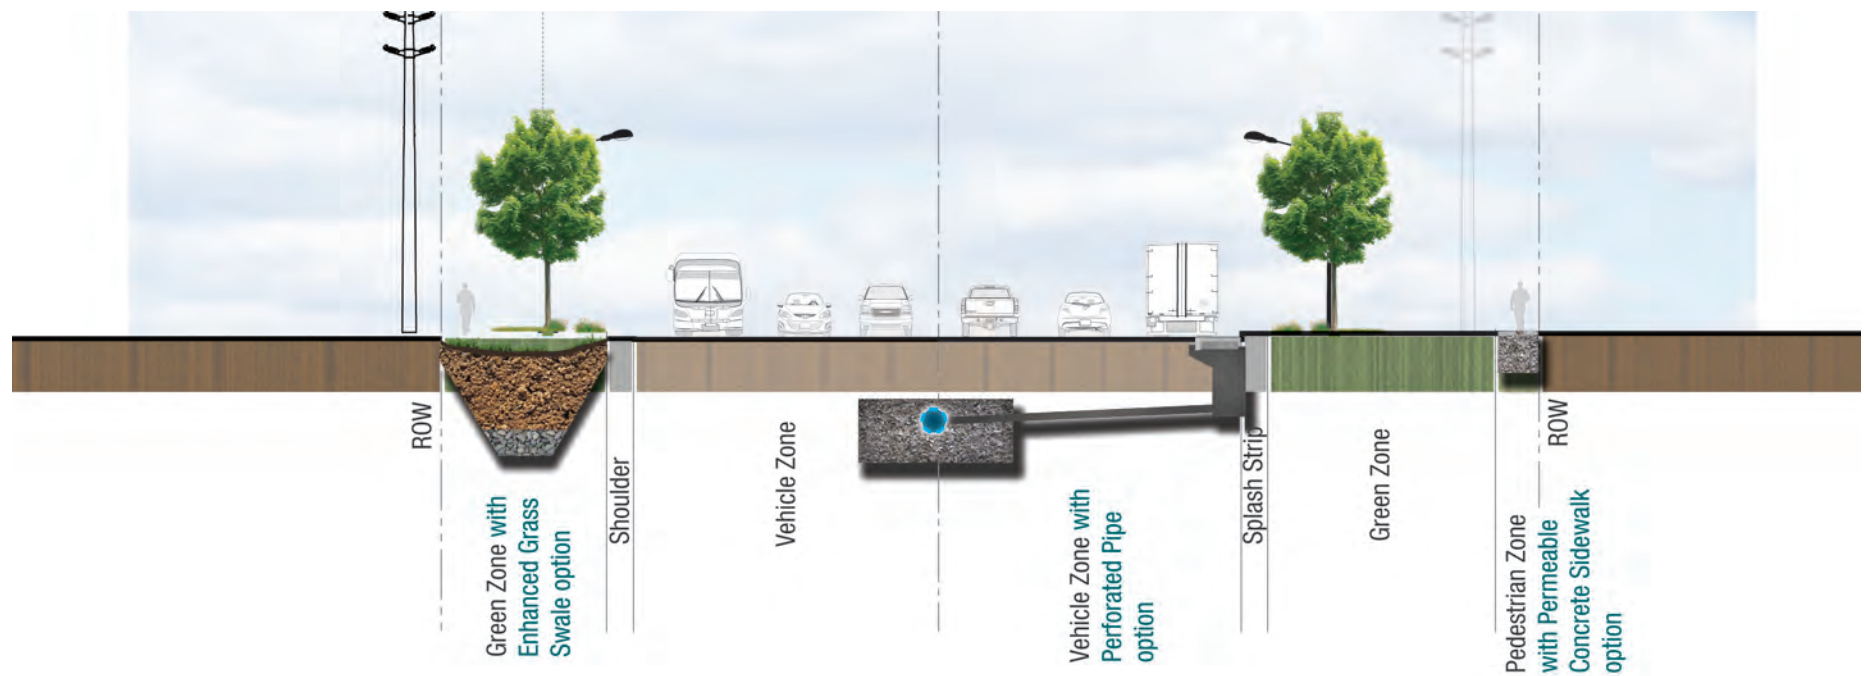 ROW
Green Zone with
Enhanced Grass
Swale option
Shoulder
Vehicle Zone
Vehicle Zone with
Perforated Pipe
option
Splash Strip
Green Zone
Pedestrian Zone
with Permeable
Concrete Sidewalk
option
ROW